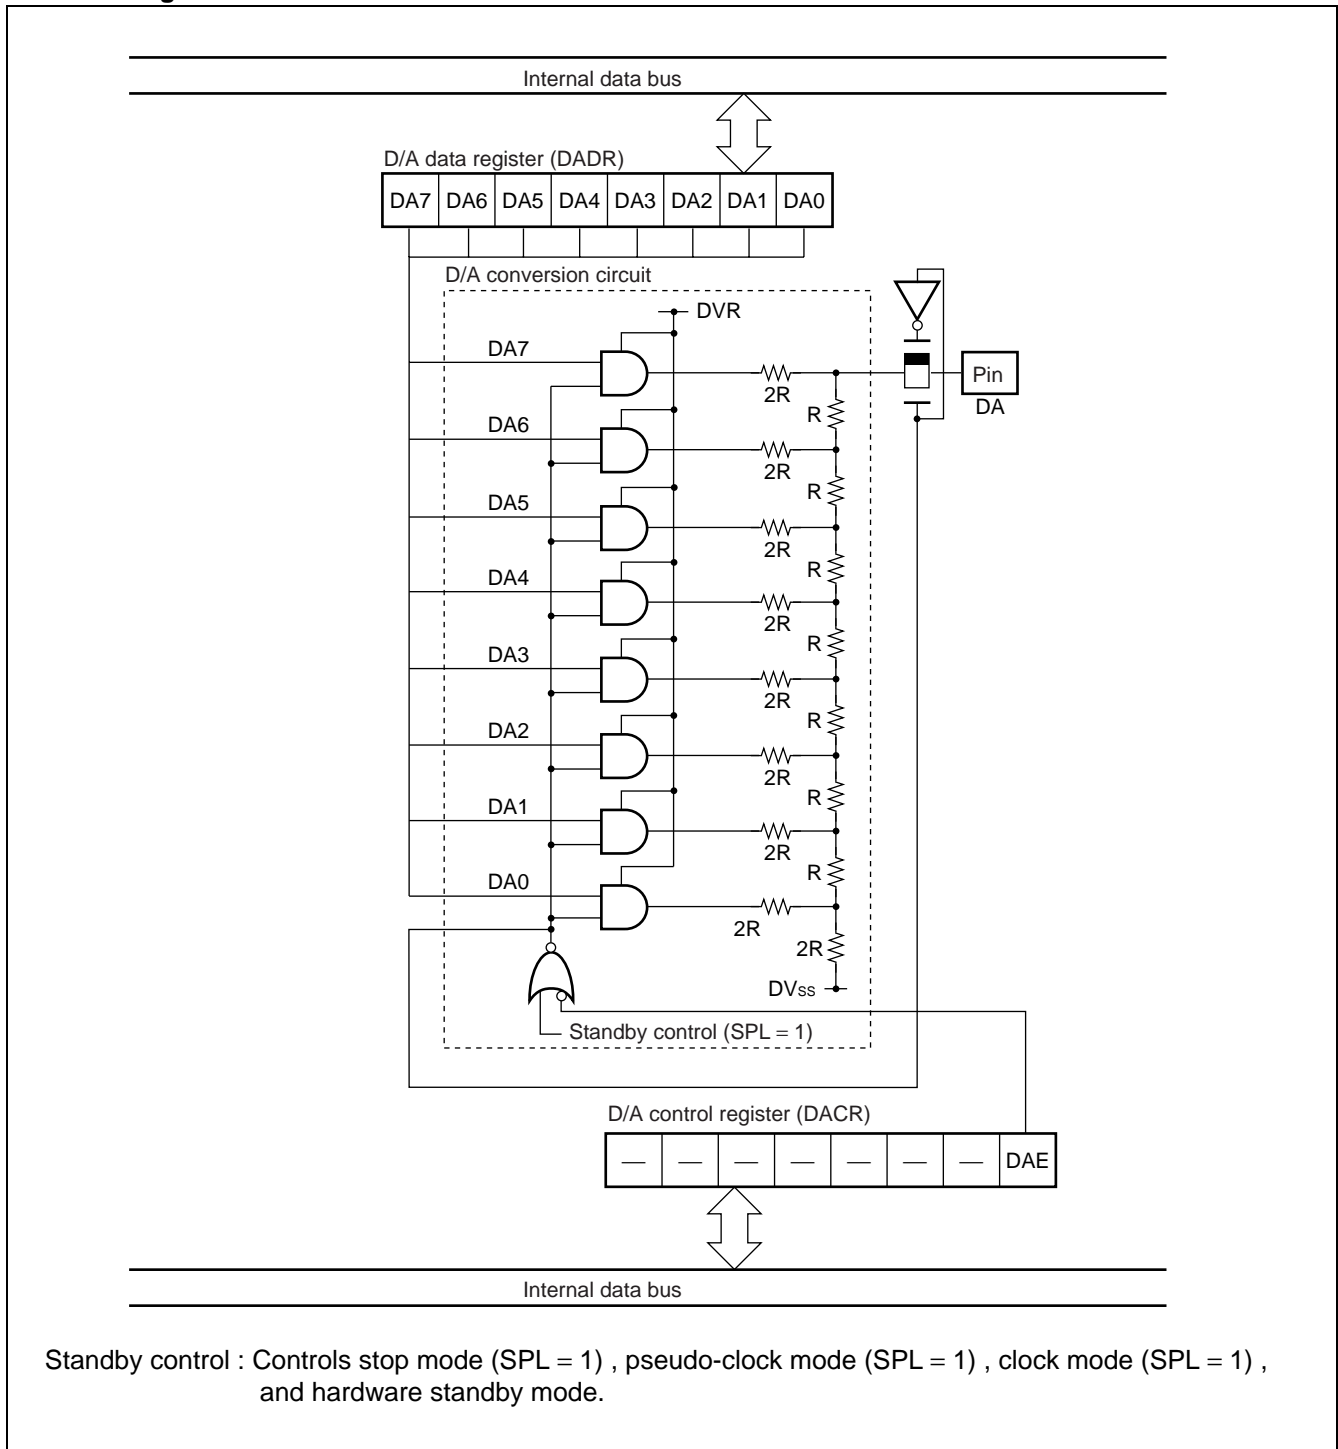 Internal data bus
D/A data register (DADR)
DA7 DA6 DA5 DA4 DA3 DA2 DA1 DA0
D/A conversion circuit
DVR
DA7
2R
Pin
DA
R
DA6
2R
R
DA5
2R
R
DA4
2R
R
DA3
2R
R
DA2
2R
R
DA1
2R
R
DA0
2R
2R
DVss
Standby control (SPL = 1)
D/A control register (DACR)
— — — — — — — DAE
Internal data bus
Standby control : Controls stop mode (SPL = 1) , pseudo-clock mode (SPL = 1) , clock mode (SPL = 1) ,
and hardware standby mode.